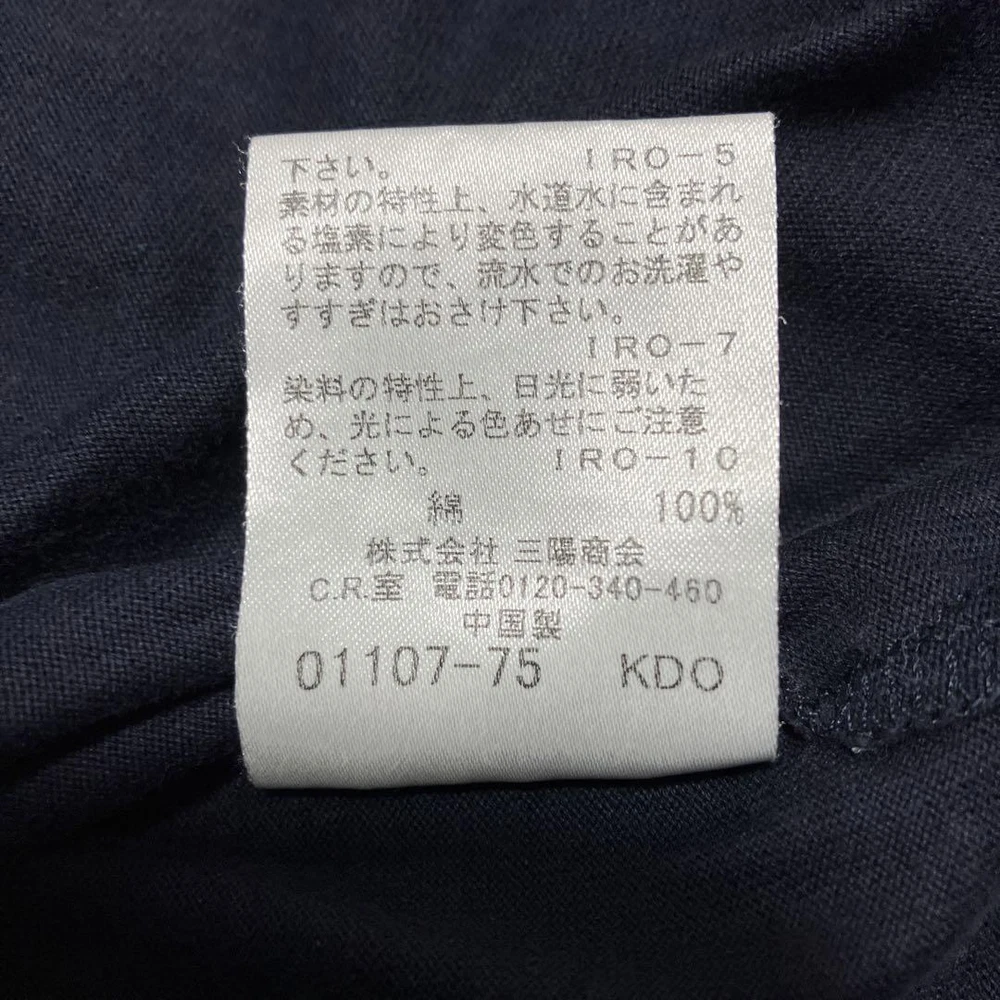 下さい。 IRO-5
素材の特性上、水道水に含まれ
る塩素により変色することがあ
りますので、流水でのお洗濯や
すすぎはおさけ下さい。
IRO-7
染料の特性上、日光に弱いた
め、光による色あせにご注意
ください。 IRO-10
綿 100%
株式会社 三陽商会
C.R.室 電話0120-340-460
中国製
01107-75 KDO